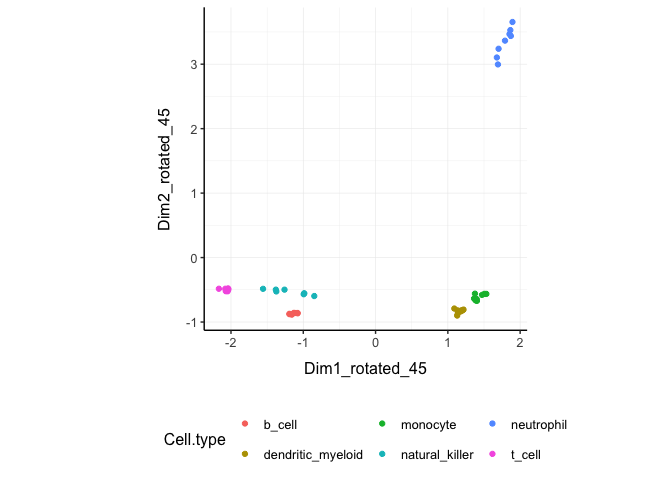 3
2
1
0
-1
Dim2_rotated_45
-2 -1 0 1 2
Dim1_rotated_45
Cell.type
b_cell monocyte neutrophil
dendritic_myeloid natural_killer t_cell